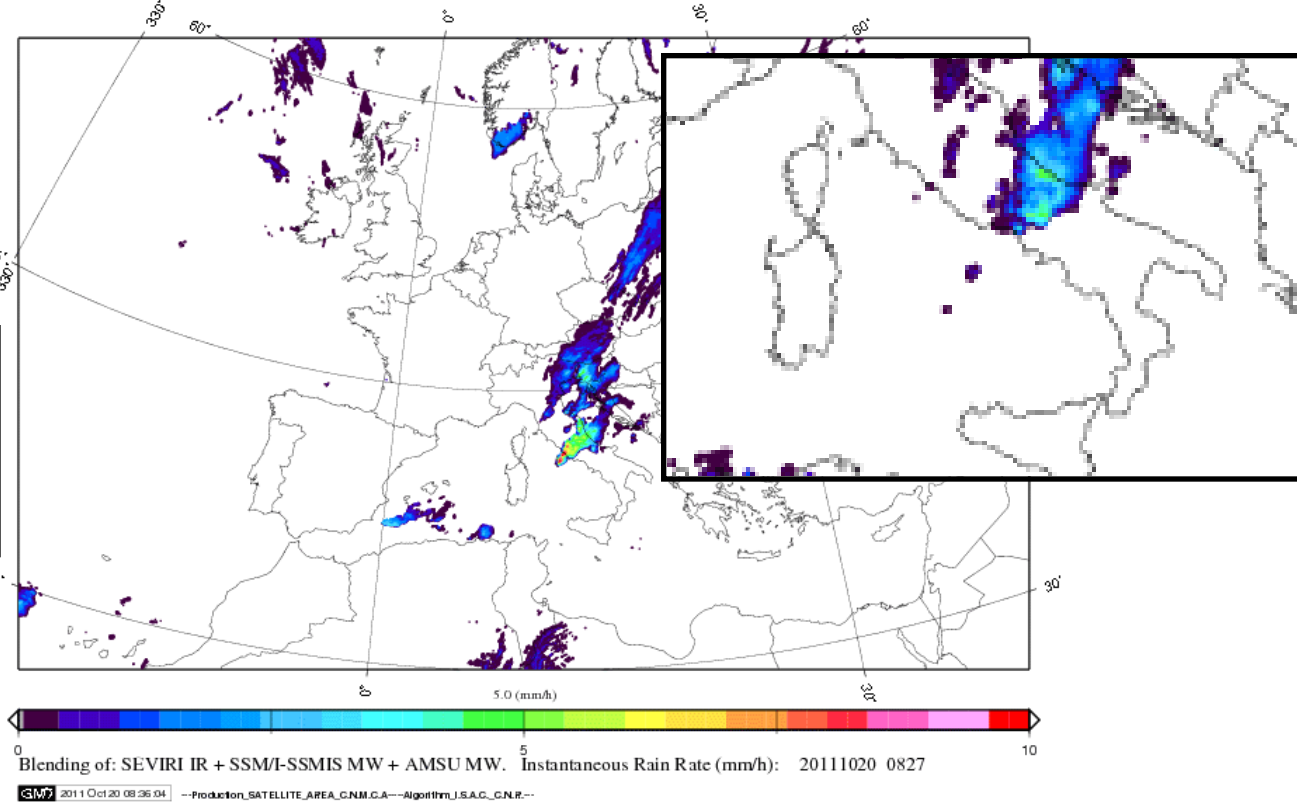 330° 60° 0° 30° 60°
330°
30°
0° 30°
5.0 (mm/h)
0 5 10
Blending of: SEVIRI IR + SSM/I-SSMIS MW + AMSU MW. Instantaneous Rain Rate (mm/h): 20111020 0827
GMT 2011 Oct 20 08:36:04 ---Production_SATELLITE_AREA_C.N.M.C.A----Algorithm_I.S.A.C._C.N.R.---